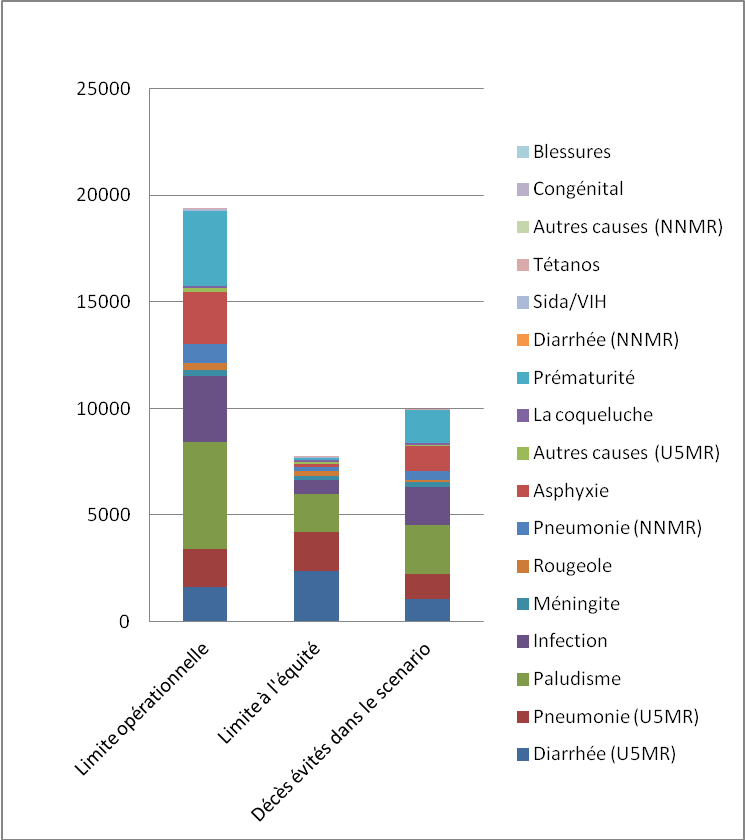 25000
20000
15000
10000
5000
0
Limite opérationnelle
Limite à l'équité
Décès évités dans le scenario
Blessures
Congénital
Autres causes (NNMR)
Tétanos
Sida/VIH
Diarrhée (NNMR)
Prématurité
La coqueluche
Autres causes (U5MR)
Asphyxie
Pneumonie (NNMR)
Rougeole
Méningite
Infection
Paludisme
Pneumonie (U5MR)
Diarrhée (U5MR)